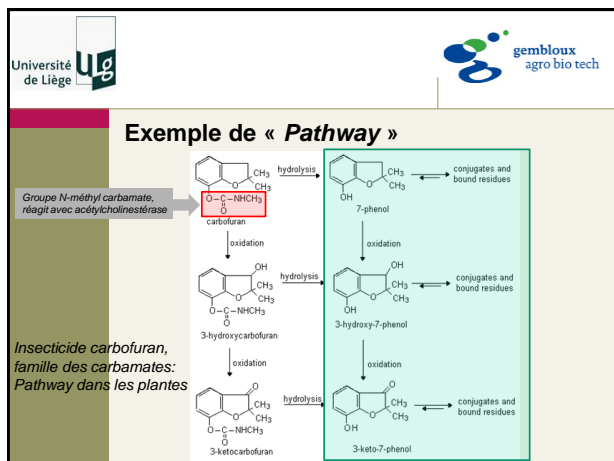 Université
de Liège
ULg
gembloux
agro bio tech
Exemple de « Pathway »
Groupe N-méthyl carbamate,
réagit avec acétylcholinestérase
O
CH₃
CH₃
O–C–NHCH₃
O
carbofuran
hydrolysis
O
CH₃
CH₃
OH
7-phenol
conjugates and
bound residues
oxidation
oxidation
OH
CH₃
O
CH₃
O–C–NHCH₃
O
3-hydroxycarbofuran
hydrolysis
OH
CH₃
O
CH₃
OH
3-hydroxy-7-phenol
conjugates and
bound residues
Insecticide carbofuran,
famille des carbamates:
Pathway dans les plantes
oxidation
oxidation
O
CH₃
O
CH₃
O–C–NHCH₃
O
3-ketocarbofuran
hydrolysis
O
CH₃
O
CH₃
OH
3-keto-7-phenol
conjugates and
bound residues